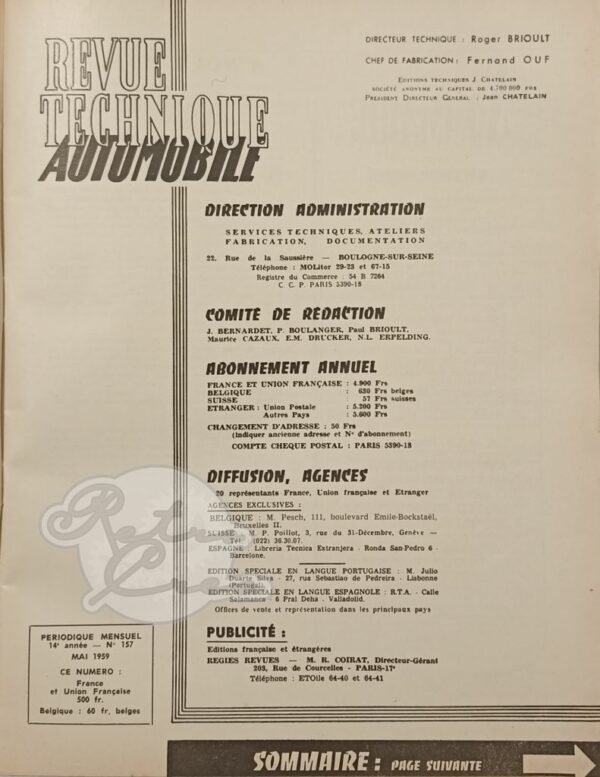 REVUE
TECHNIQUE
AUTOMOBILE
DIRECTEUR TECHNIQUE : Roger BRIOULT
CHEF DE FABRICATION : Fernand OUF
EDITIONS TECHNIQUES J. CHATELAIN
SOCIÉTÉ ANONYME AU CAPITAL DE 4.700 000 FRS
PRÉSIDENT DIRECTEUR GÉNÉRAL : Jean CHATELAIN
DIRECTION ADMINISTRATION
SERVICES TECHNIQUES, ATELIERS
FABRICATION, DOCUMENTATION
22, Rue de la Saussière — BOULOGNE-SUR-SEINE
Téléphone : MOLitor 29-23 et 67-15
Registre du Commerce : 54 B 7264
C. C. P. PARIS 5390-18
COMITÉ DE RÉDACTION
J. BERNARDET, P. BOULANGER, Paul BRIOULT,
Maurice CAZAUX, E.M. DRUCKER, N.L. ERPELDING.
ABONNEMENT ANNUEL
FRANCE ET UNION FRANÇAISE : 4.900 Frs
BELGIQUE : 630 Frs belges
SUISSE : 57 Frs suisses
ETRANGER : Union Postale : 5.200 Frs
Autres Pays : 5.600 Frs
CHANGEMENT D'ADRESSE : 50 Frs
(Indiquer ancienne adresse et N° d'abonnement)
COMPTE CHEQUE POSTAL : PARIS 5390-18
DIFFUSION, AGENCES
20 représentants France, Union française et Etranger
AGENCES EXCLUSIVES :
BELGIQUE : M. Pesch, 111, boulevard Emile-Bockstaël,
Bruxelles II.
SUISSE : M. P. Poillot, 3, rue du 31-Décembre, Genève —
Tél. (022) 36.30.07.
ESPAGNE : Libreria Tecnica Extranjera - Ronda San-Pedro 6 -
Barcelone.
EDITION SPECIALE EN LANGUE PORTUGAISE : M. Julio
Duarte Silva - 27, rue Sebastiao de Pedreira - Lisbonne
(Portugal).
EDITION SPECIALE EN LANGUE ESPAGNOLE : R.T.A. - Calle
Salamanca - 6 Pral Deha - Valladolid.
Offices de vente et représentation dans les principaux pays
PUBLICITÉ :
Editions française et étrangères
REGIES REVUES — M. R. COIRAT, Directeur-Gérant
203, Rue de Courcelles - PARIS-17e
Téléphone : ETOile 64-40 et 64-41
PERIODIQUE MENSUEL
14e année — N° 157
MAI 1959
CE NUMERO :
France
et Union Française
500 fr.
Belgique : 60 fr. belges
Retro
SOMMAIRE : PAGE SUIVANTE